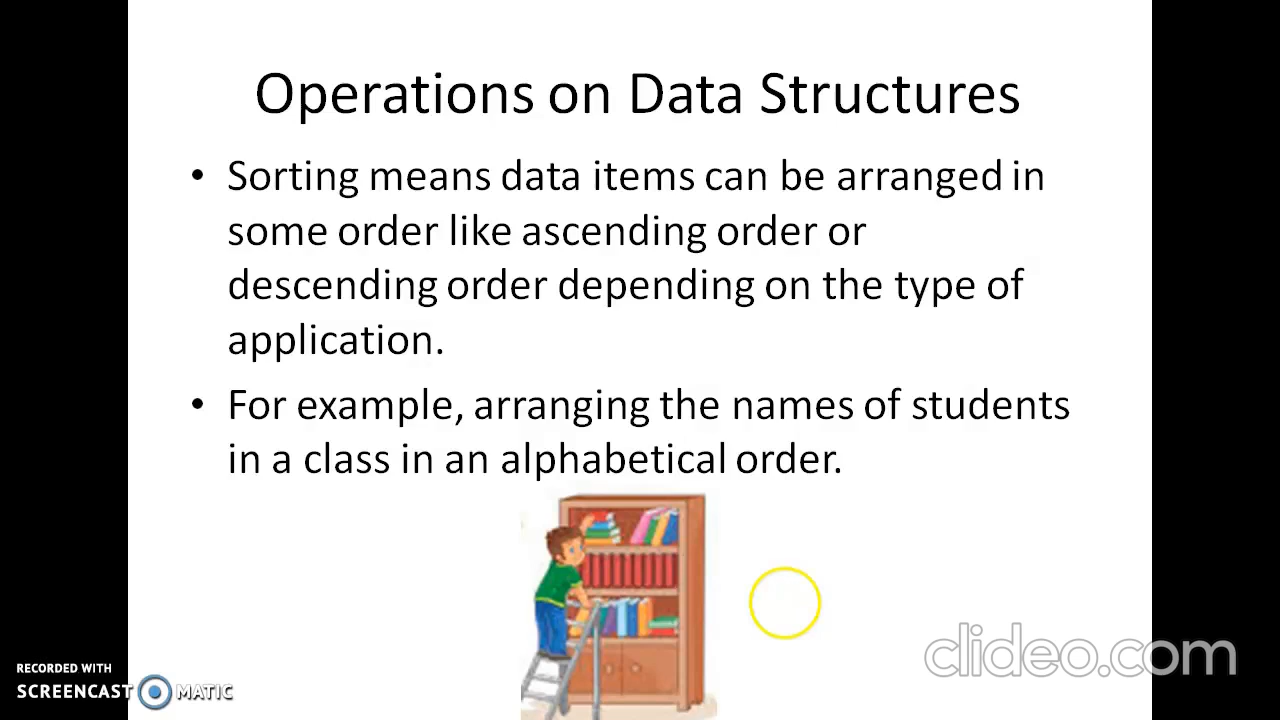 Operations on Data Structures
• Sorting means data items can be arranged in
some order like ascending order or
descending order depending on the type of
application.
• For example, arranging the names of students
in a class in an alphabetical order.
clideo.com
RECORDED WITH
SCREENCAST MATIC